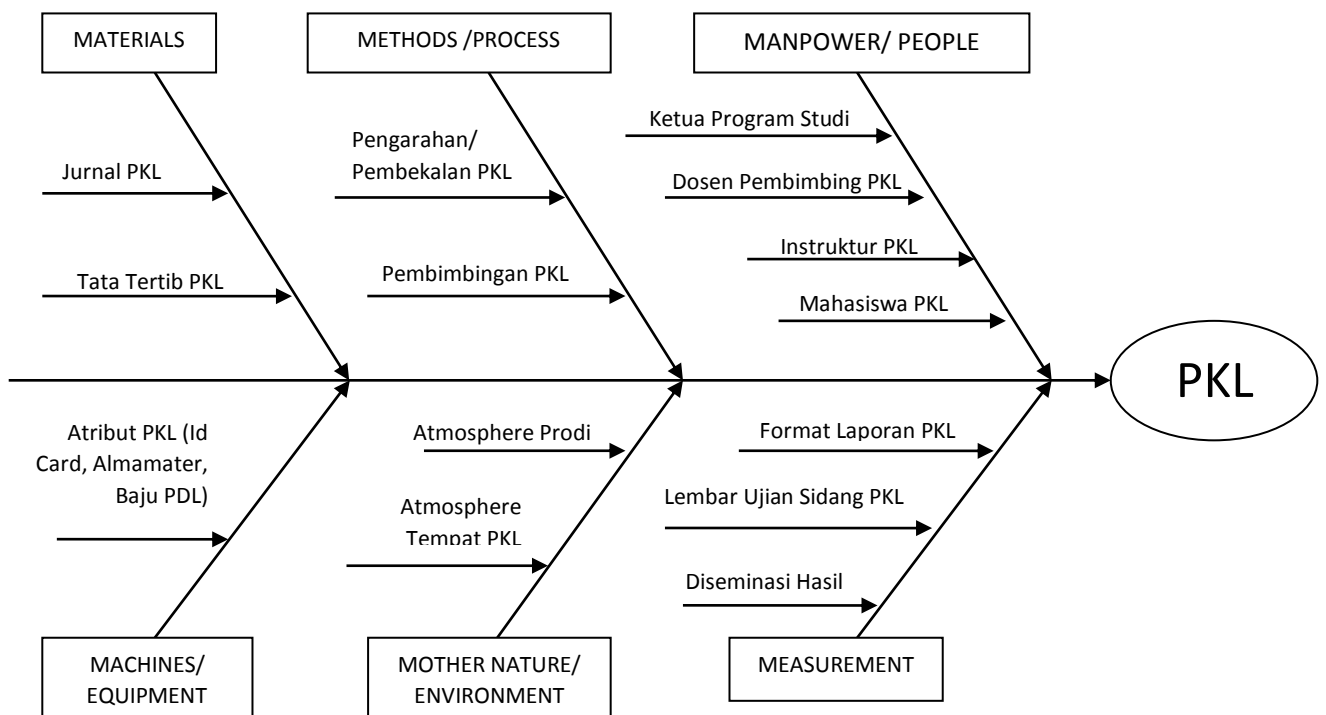 MATERIALS
METHODS /PROCESS
MANPOWER/ PEOPLE
Ketua Program Studi
Pengarahan/
Pembekalan PKL
Jurnal PKL
Dosen Pembimbing PKL
Instruktur PKL
Tata Tertib PKL
Pembimbingan PKL
Mahasiswa PKL
PKL
Atribut PKL (Id
Card, Almamater,
Baju PDL)
Atmosphere Prodi
Format Laporan PKL
Atmosphere
Tempat PKL
Lembar Ujian Sidang PKL
Diseminasi Hasil
MACHINES/
EQUIPMENT
MOTHER NATURE/
ENVIRONMENT
MEASUREMENT